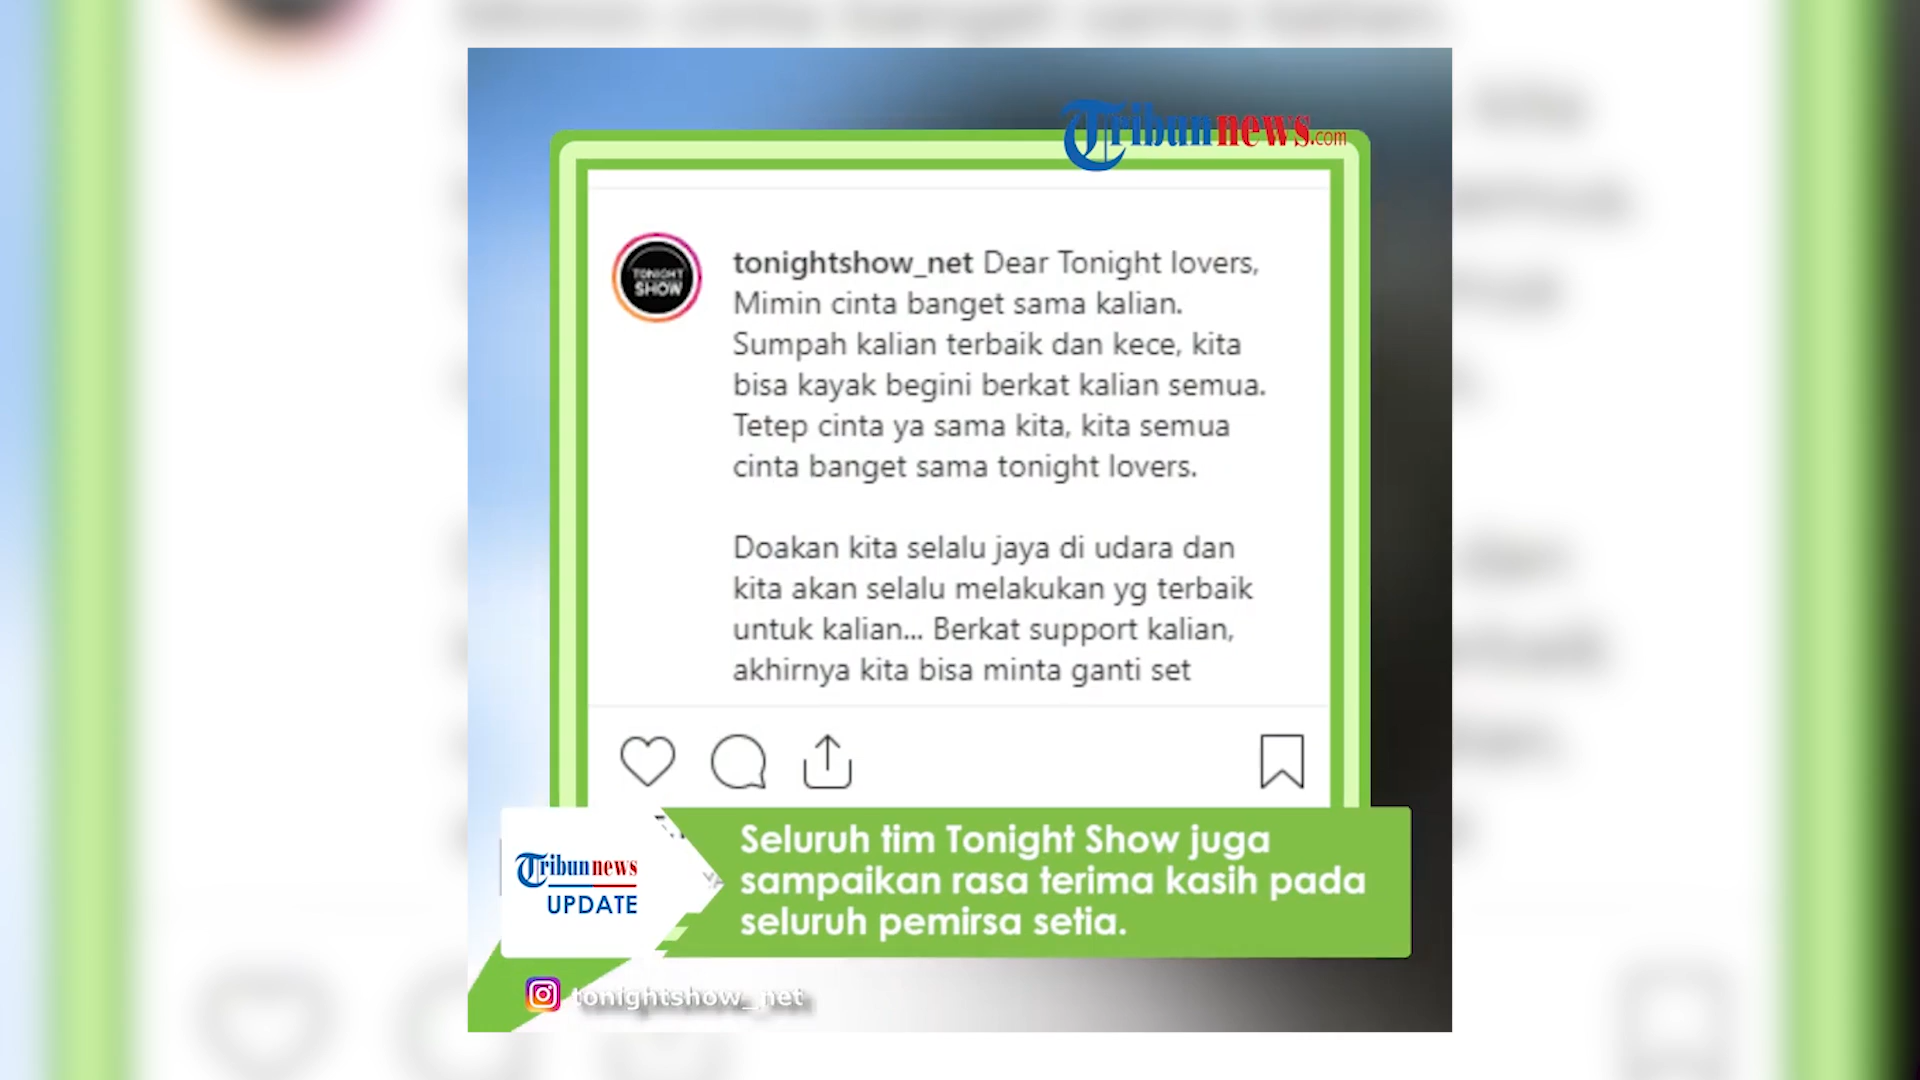 Tribunnews.com
TONIGHT
SHOW
tonightshow_net Dear Tonight lovers,
Mimin cinta banget sama kalian.
Sumpah kalian terbaik dan kece, kita
bisa kayak begini berkat kalian semua.
Tetep cinta ya sama kita, kita semua
cinta banget sama tonight lovers.
Doakan kita selalu jaya di udara dan
kita akan selalu melakukan yg terbaik
untuk kalian... Berkat support kalian,
akhirnya kita bisa minta ganti set
Tribunnews
UPDATE
Seluruh tim Tonight Show juga
sampaikan rasa terima kasih pada
seluruh pemirsa setia.
tonightshow_net